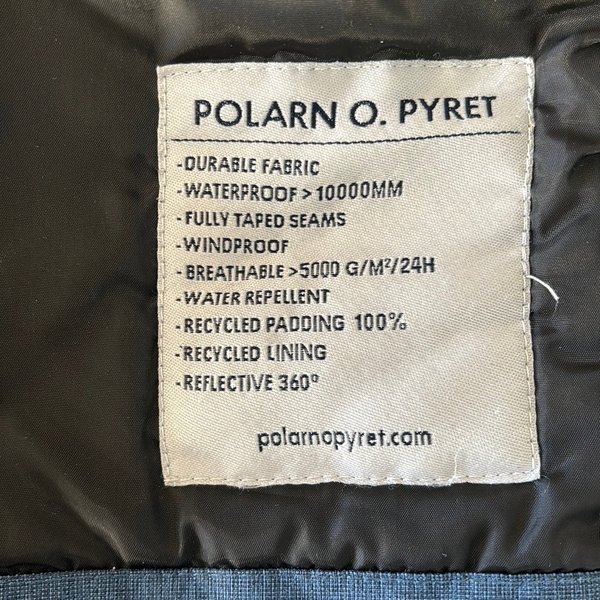 POLARN O. PYRET
-DURABLE FABRIC
-WATERPROOF > 10000MM
-FULLY TAPED SEAMS
-WINDPROOF
-BREATHABLE >5000 G/M²/24H
-WATER REPELLENT
-RECYCLED PADDING 100%
-RECYCLED LINING
-REFLECTIVE 360°
polarnopyret.com